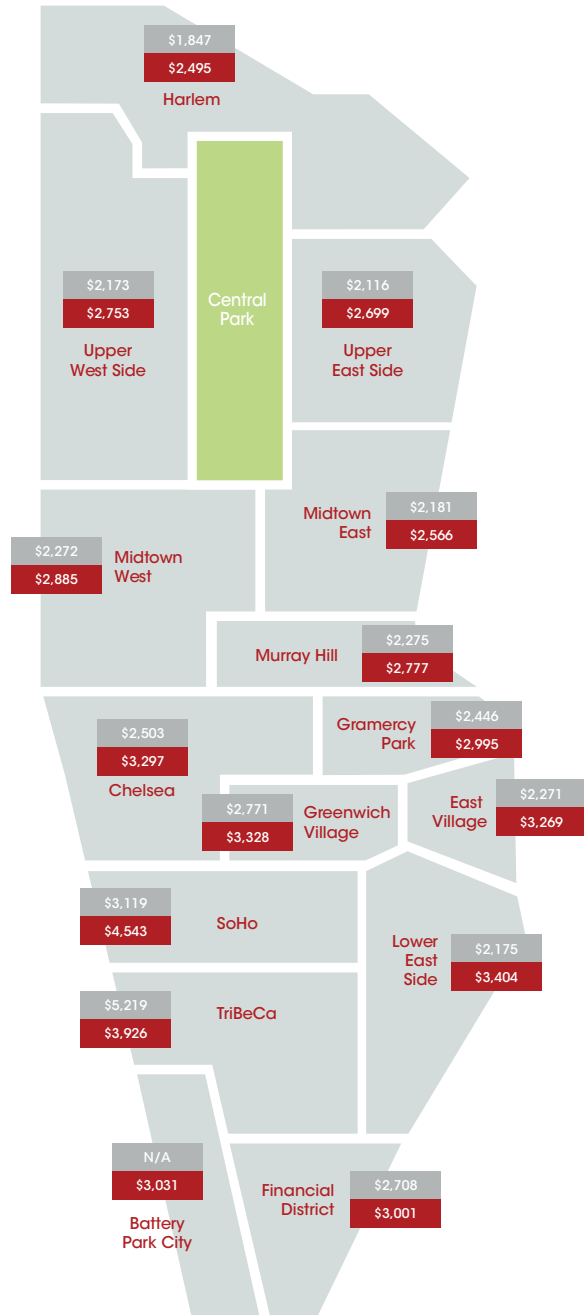 $1,847
$2,495
Harlem
$2,173
$2,753
Upper
West Side
Central
Park
$2,116
$2,699
Upper
East Side
Midtown
East
$2,181
$2,566
$2,272
$2,885
Midtown
West
Murray Hill
$2,275
$2,777
$2,503
$3,297
Chelsea
Gramercy
Park
$2,446
$2,995
$2,771
$3,328
Greenwich
Village
East
Village
$2,271
$3,269
$3,119
$4,543
SoHo
Lower
East
Side
$2,175
$3,404
$5,219
$3,926
TriBeCa
N/A
$3,031
Battery
Park City
Financial
District
$2,708
$3,001